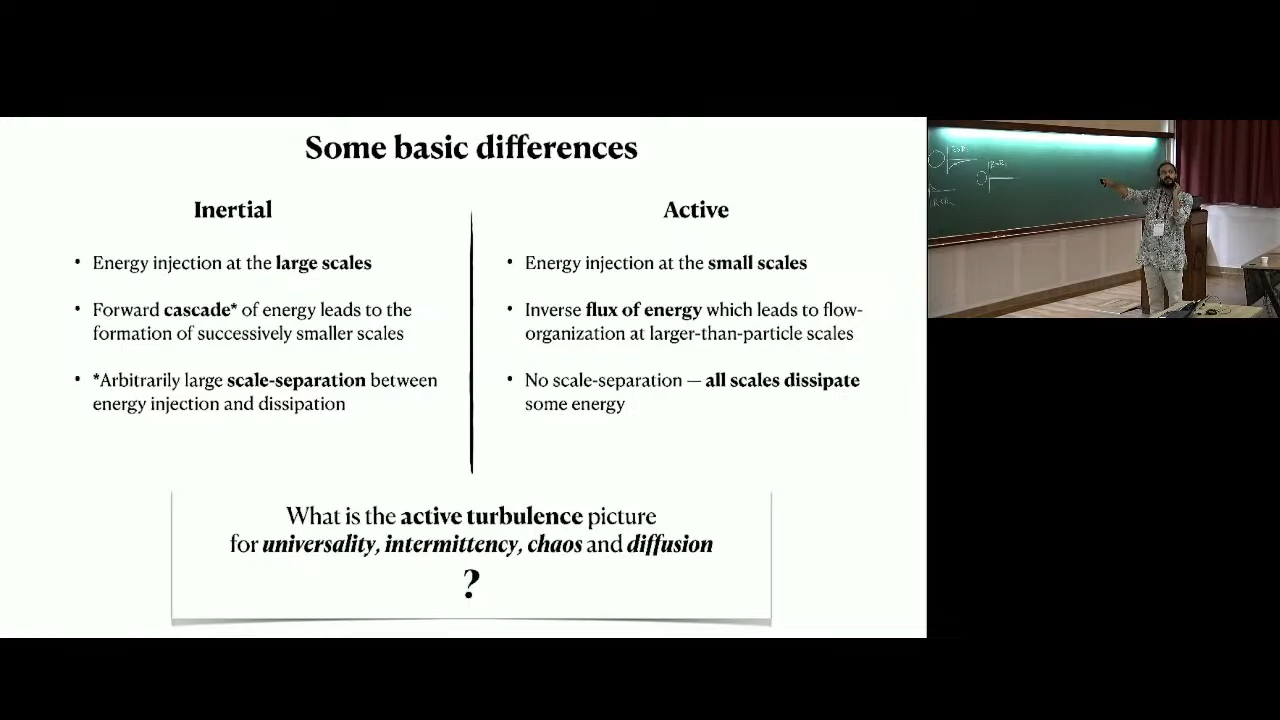 Some basic differences
Inertial
• Energy injection at the large scales
• Forward cascade* of energy leads to the
formation of successively smaller scales
• *Arbitrarily large scale-separation between
energy injection and dissipation
Active
• Energy injection at the small scales
• Inverse flux of energy which leads to flow-
organization at larger-than-particle scales
• No scale-separation — all scales dissipate
some energy
What is the active turbulence picture
for universality, intermittency, chaos and diffusion
?